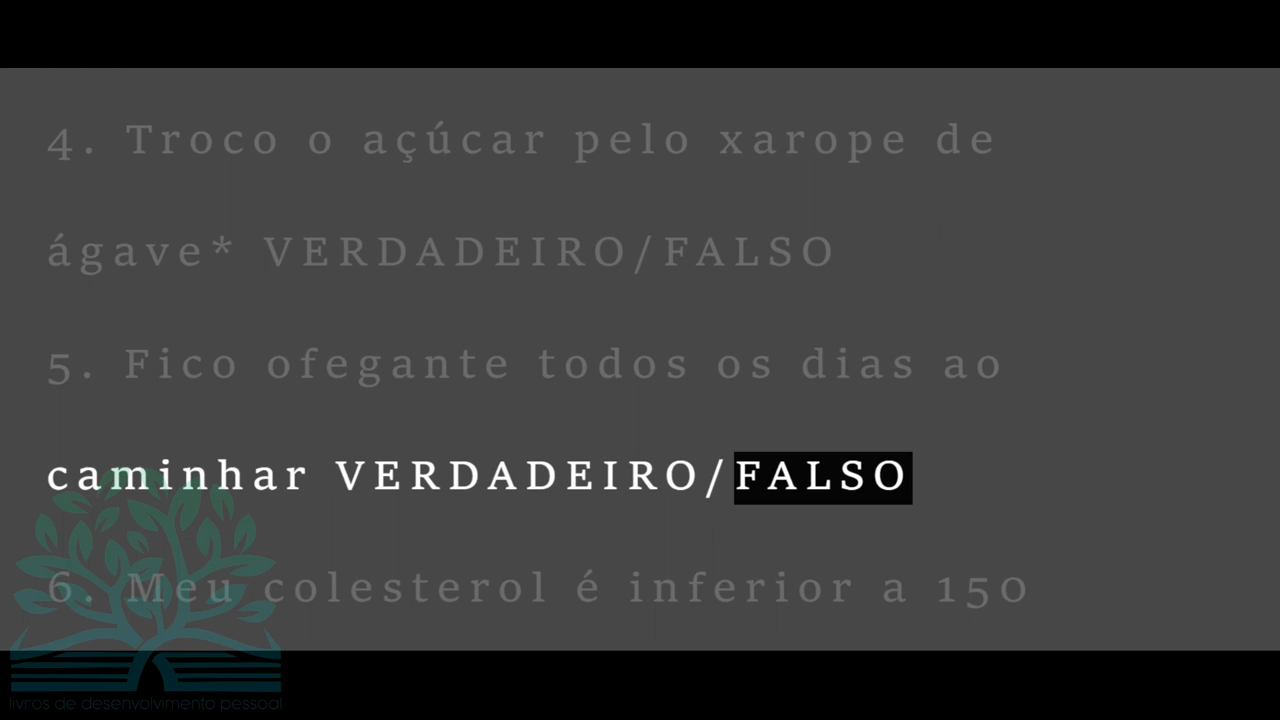 4. Troco o açúcar pelo xarope de
ágave* VERDADEIRO/FALSO
5. Fico ofegante todos os dias ao
caminhar VERDADEIRO/FALSO
6. Meu colesterol é inferior a 150
livros de desenvolvimento pessoal